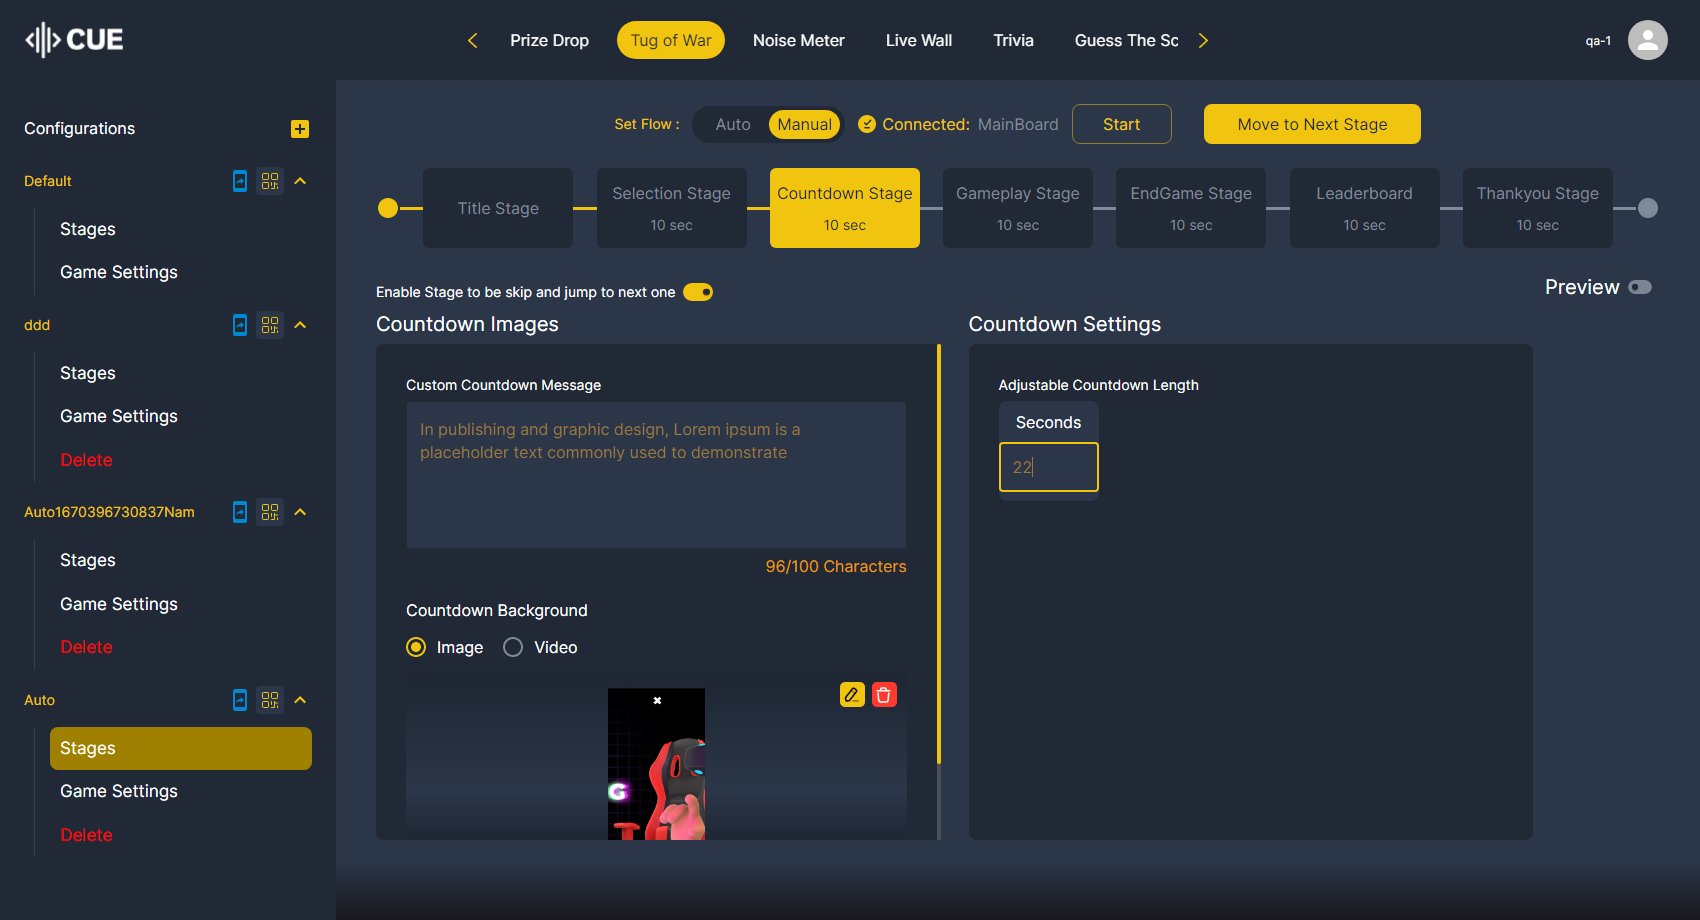 CUE
Prize Drop
Tug of War
Noise Meter
Live Wall
Trivia
Guess The Sc
qa-1
Configurations
Default
Stages
Game Settings
ddd
Stages
Game Settings
Delete
Auto1670396730837Nam
Stages
Game Settings
Delete
Auto
Stages
Game Settings
Delete
Set Flow :
Auto
Manual
Connected: MainBoard
Start
Move to Next Stage
Title Stage
Selection Stage
10 sec
Countdown Stage
10 sec
Gameplay Stage
10 sec
EndGame Stage
10 sec
Leaderboard
10 sec
Thankyou Stage
10 sec
Enable Stage to be skip and jump to next one
Preview
Countdown Images
Custom Countdown Message
In publishing and graphic design, Lorem ipsum is a
placeholder text commonly used to demonstrate
96/100 Characters
Countdown Background
Image
Video
G
Countdown Settings
Adjustable Countdown Length
Seconds
22